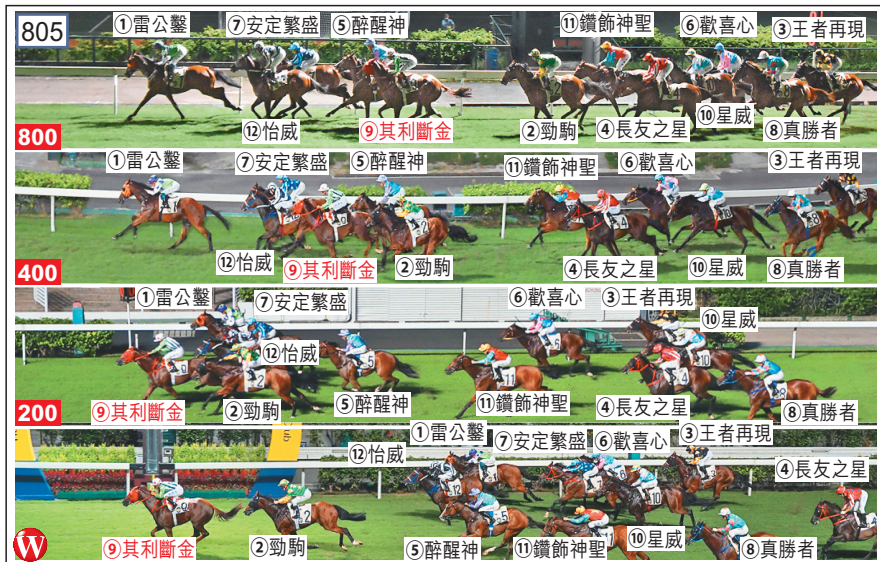 805
①雷公鑿 ⑦安定繁盛 ⑤醉醒神 ⑪鑽飾神聖 ⑥歡喜心 ③王者再現
⑫怡威 ⑨其利斷金 ②勁駒 ④長友之星 ⑩星威 ⑧真勝者
800
①雷公鑿 ⑦安定繁盛 ⑤醉醒神 ⑪鑽飾神聖 ⑥歡喜心 ③王者再現
⑫怡威 ⑨其利斷金 ②勁駒 ④長友之星 ⑩星威 ⑧真勝者
400
①雷公鑿 ⑦安定繁盛 ⑥歡喜心 ③王者再現 ⑩星威
⑫怡威
⑨其利斷金 ②勁駒 ⑤醉醒神 ⑪鑽飾神聖 ④長友之星 ⑧真勝者
200
⑫怡威 ①雷公鑿 ⑦安定繁盛 ⑥歡喜心 ③王者再現 ④長友之星
⑨其利斷金 ②勁駒 ⑤醉醒神 ⑪鑽飾神聖 ⑩星威 ⑧真勝者
W